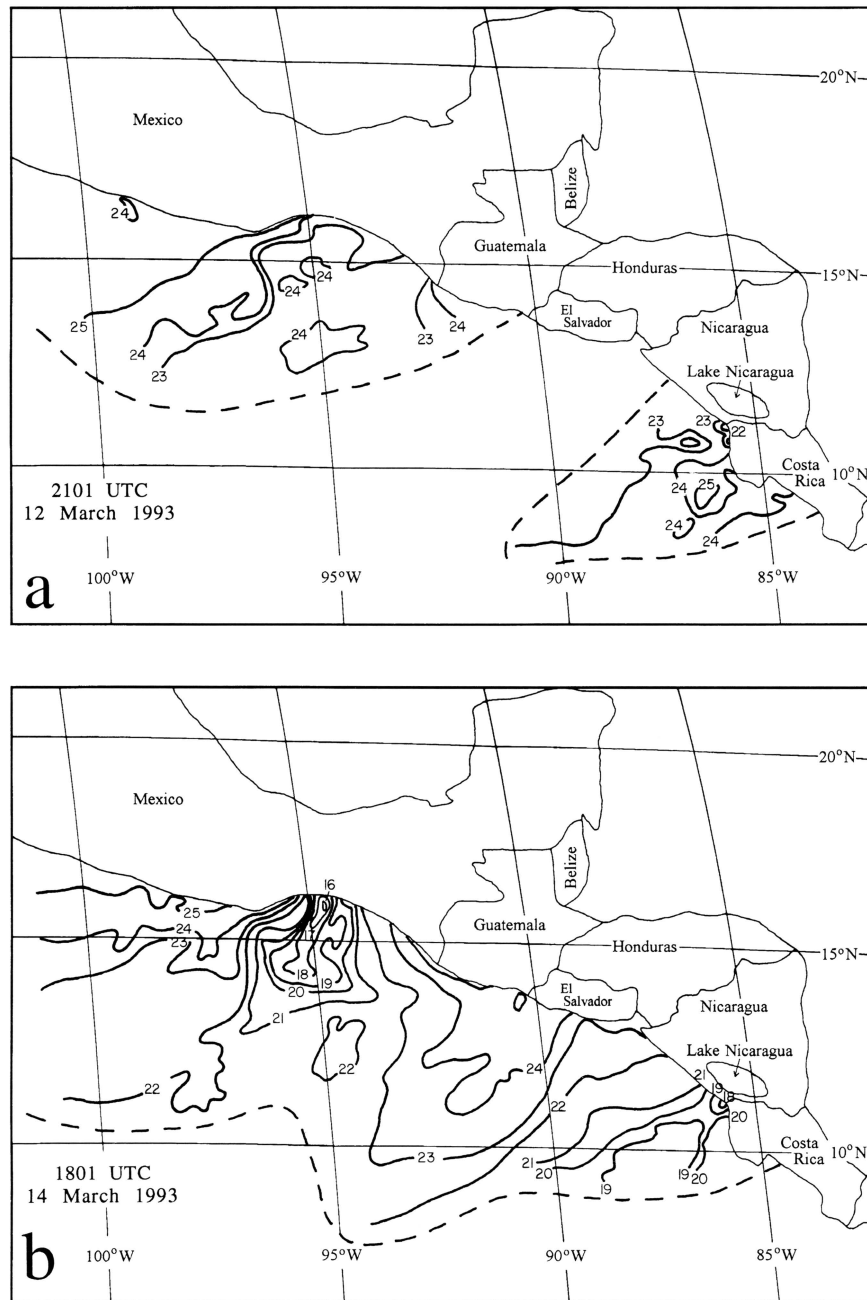 20°N
Mexico
Belize
24
Guatemala
Honduras
15°N
24
24
El
Salvador
Nicaragua
25
24
24
24
23
23
Lake Nicaragua
23
23
22
Costa
Rica
10°N
24
25
24
24
2101 UTC
12 March 1993
100°W
95°W
90°W
85°W
a
20°N
Mexico
Belize
16
Guatemala
25
24
23
17
Honduras
15°N
18
19
20
El
Salvador
21
Nicaragua
Lake Nicaragua
22
24
21
19
18
22
22
20
Costa
Rica
10°N
23
21
20
19
19
20
1801 UTC
14 March 1993
100°W
95°W
90°W
85°W
b